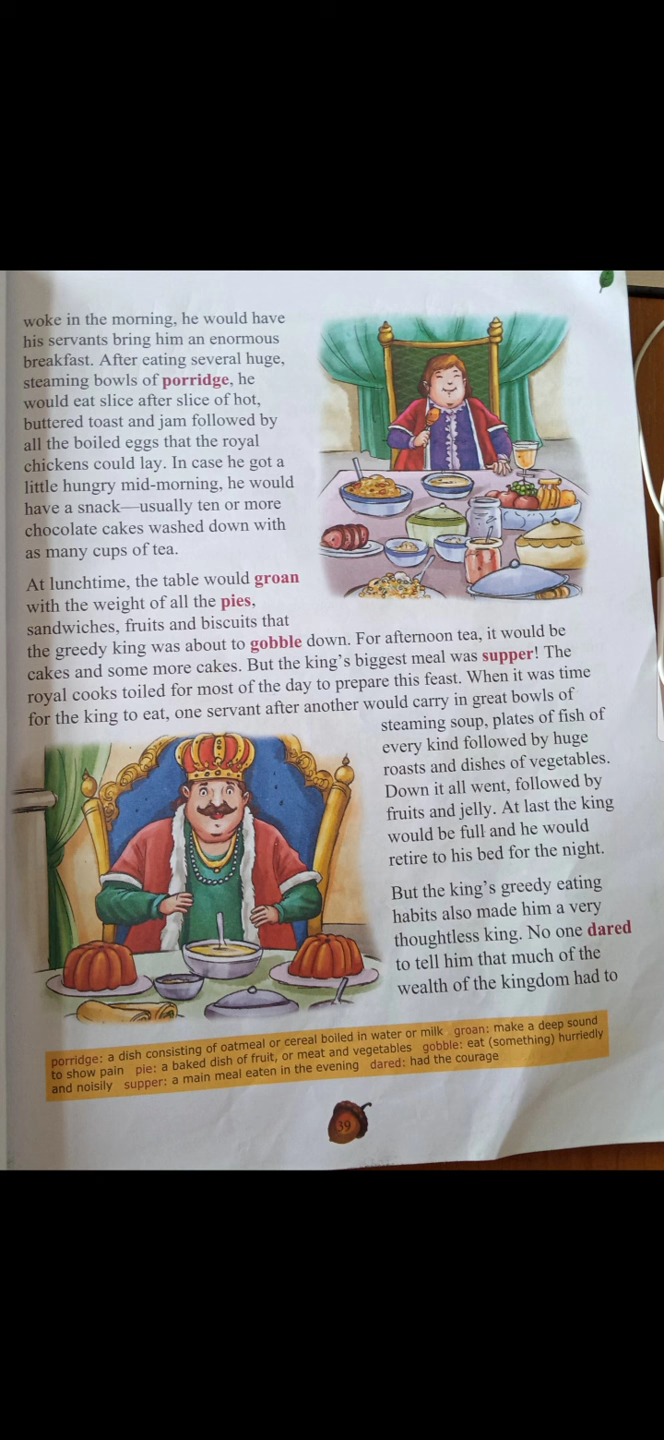 woke in the morning, he would have
his servants bring him an enormous
breakfast. After eating several huge,
steaming bowls of porridge, he
would eat slice after slice of hot,
buttered toast and jam followed by
all the boiled eggs that the royal
chickens could lay. In case he got a
little hungry mid-morning, he would
have a snack—usually ten or more
chocolate cakes washed down with
as many cups of tea.
At lunchtime, the table would groan
with the weight of all the pies,
sandwiches, fruits and biscuits that
the greedy king was about to gobble down. For afternoon tea, it would be
cakes and some more cakes. But the king's biggest meal was supper! The
royal cooks toiled for most of the day to prepare this feast. When it was time
for the king to eat, one servant after another would carry in great bowls of
steaming soup, plates of fish of
every kind followed by huge
roasts and dishes of vegetables.
Down it all went, followed by
fruits and jelly. At last the king
would be full and he would
retire to his bed for the night.
But the king's greedy eating
habits also made him a very
thoughtless king. No one dared
to tell him that much of the
wealth of the kingdom had to
porridge: a dish consisting of oatmeal or cereal boiled in water or milk groan: make a deep sound
to show pain pie: a baked dish of fruit, or meat and vegetables gobble: eat (something) hurriedly
and noisily supper: a main meal eaten in the evening dared: had the courage
39